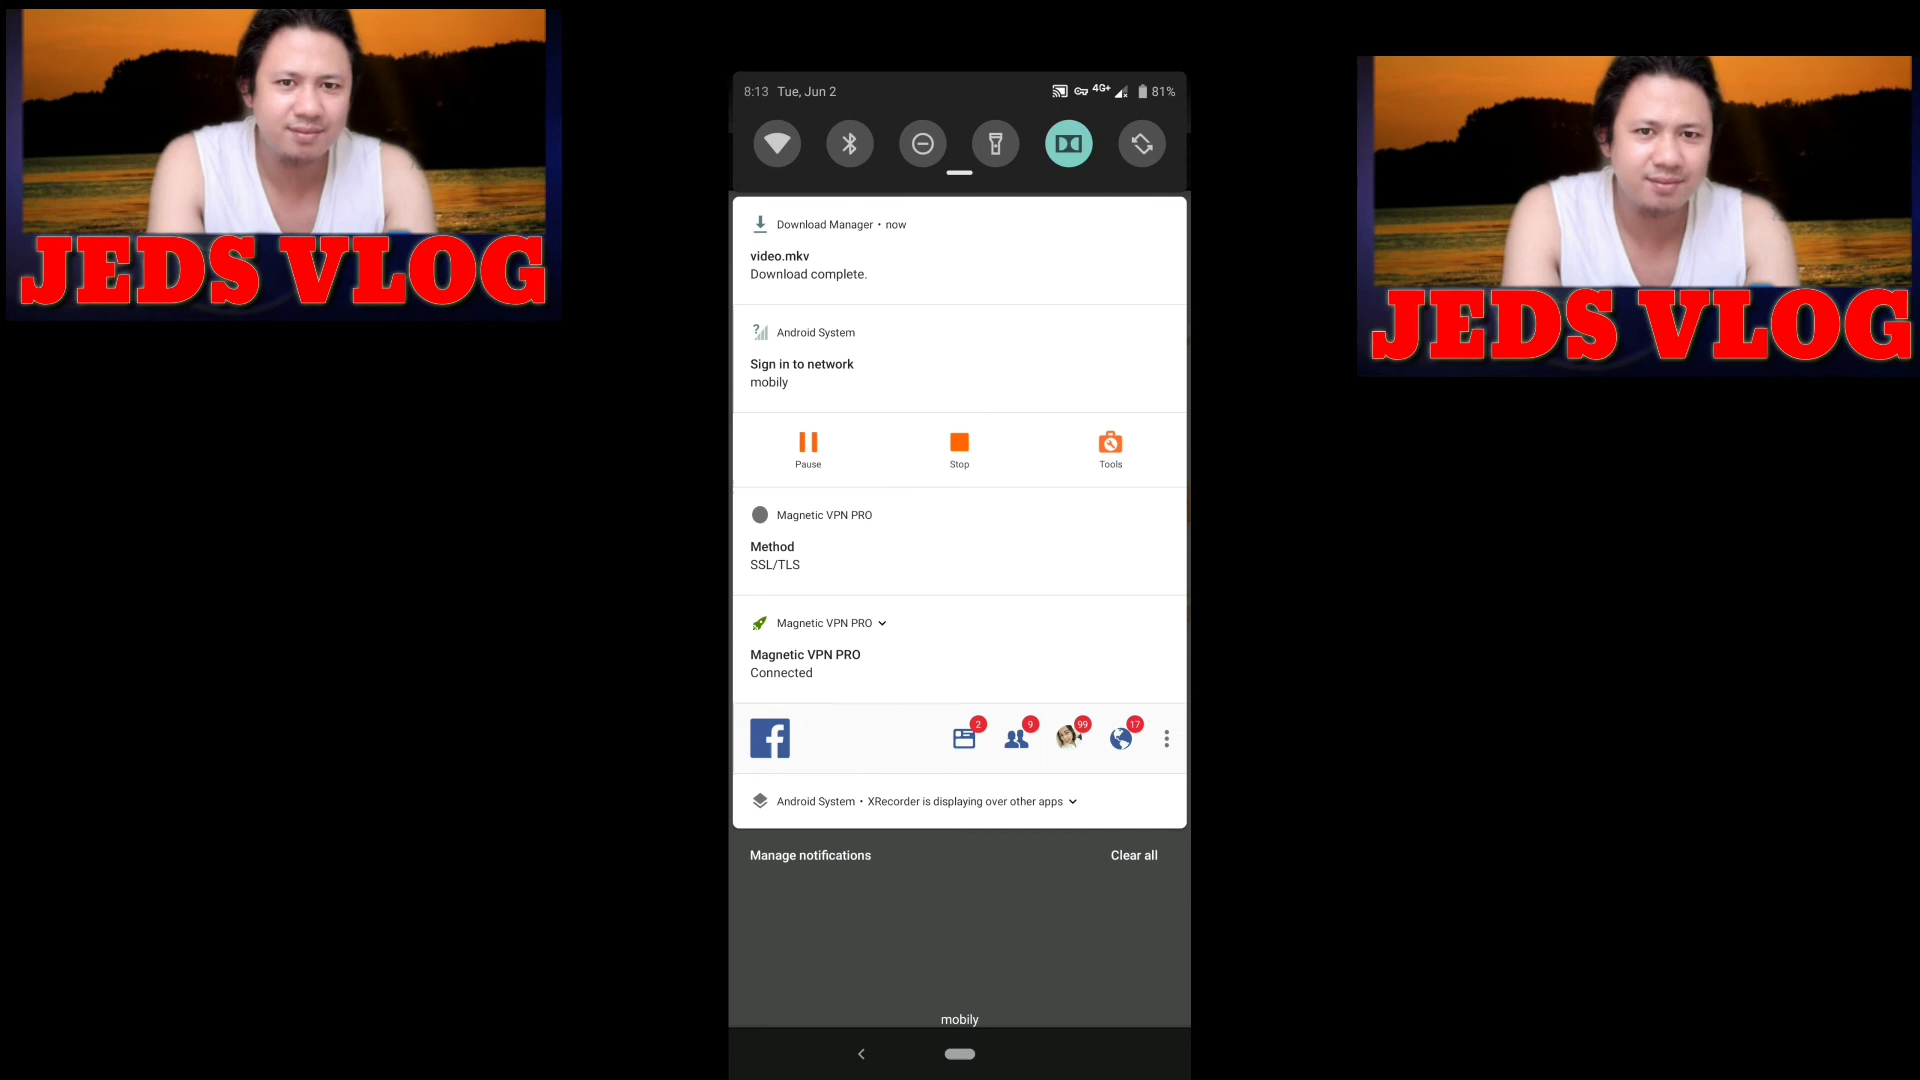 JEDS VLOG
8:13 Tue, Jun 2
4G+ 81%
Download Manager • now
video.mkv
Download complete.
Android System
Sign in to network
mobily
Pause Stop Tools
Magnetic VPN PRO
Method
SSL/TLS
Magnetic VPN PRO
Magnetic VPN PRO
Connected
2 9 99 17
Android System • XRecorder is displaying over other apps
Manage notifications Clear all
mobily
JEDS VLOG